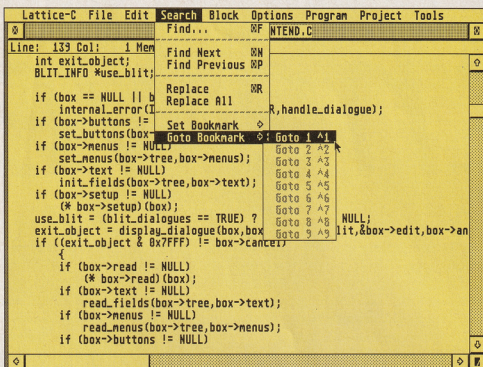 Lattice-C File Edit Search Block Options Program Project Tools
Find... ⌘F
NTEND.C
Line: 139 Col: 1 Mem
Find Next ⌘N
Find Previous ⌘P
Replace ⌘R
Replace All
Set Bookmark
Goto Bookmark
Goto 1 ^1
Goto 2 ^2
Goto 3 ^3
Goto 4 ^4
Goto 5 ^5
Goto 6 ^6
Goto 7 ^7
Goto 8 ^8
Goto 9 ^9
int exit_object;
BLIT_INFO *use_blit;
if (box == NULL || b
internal_error(I R,handle_dialogue);
if (box->buttons !=
set_buttons(box-
if (box->menus != NU
set_menus(box->tree,box->menus);
if (box->text != NULL)
init_fields(box->tree,box->text);
if (box->setup != NULL)
(* box->setup)(box);
use_blit = (blit_dialogues == TRUE) ? NULL;
exit_object = display_dialogue(box,box lit,&box->edit,box->an
if ((exit_object & 0x7FFF) != box->cancel)
{
if (box->read != NULL)
(* box->read)(box);
if (box->text != NULL)
read_fields(box->tree,box->text);
if (box->menus != NULL)
read_menus(box->tree,box->menus);
if (box->buttons != NULL)